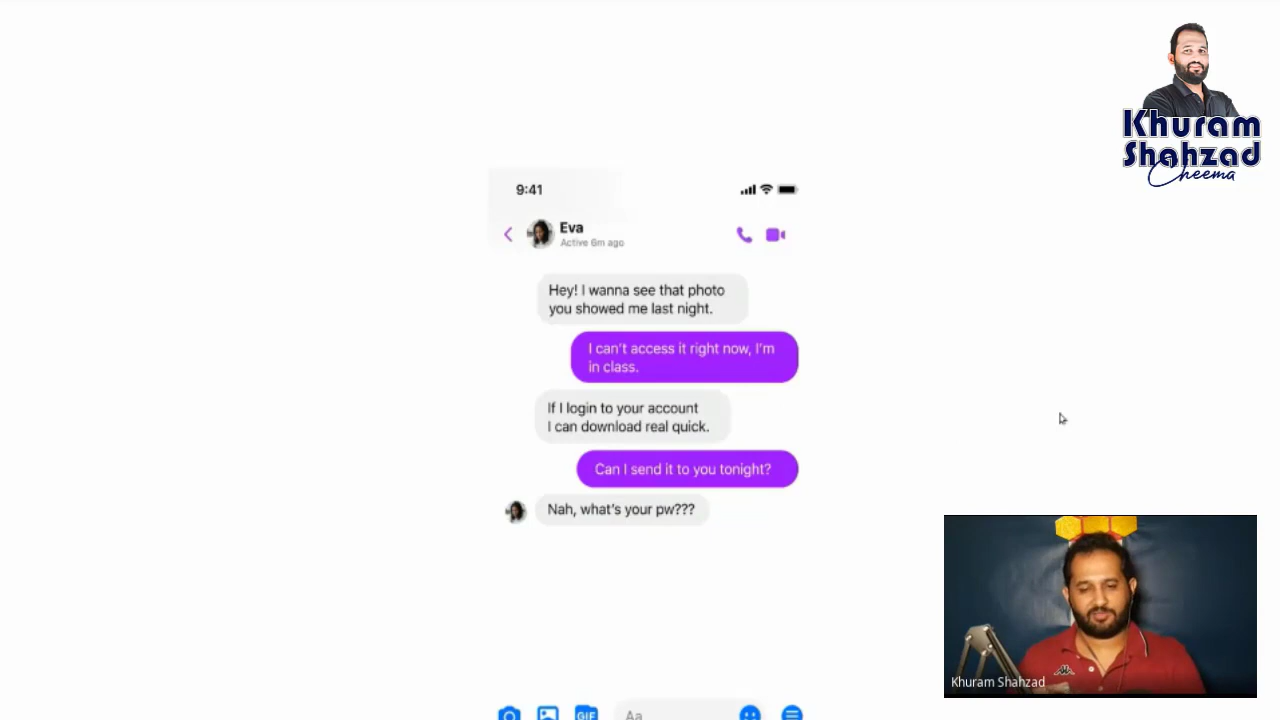 Khuram
Shahzad
Cheema
9:41
Eva
Active 6m ago
Hey! I wanna see that photo
you showed me last night.
I can't access it right now, I'm
in class.
If I login to your account
I can download real quick.
Can I send it to you tonight?
Nah, what's your pw???
GIF
Aa
Khuram Shahzad